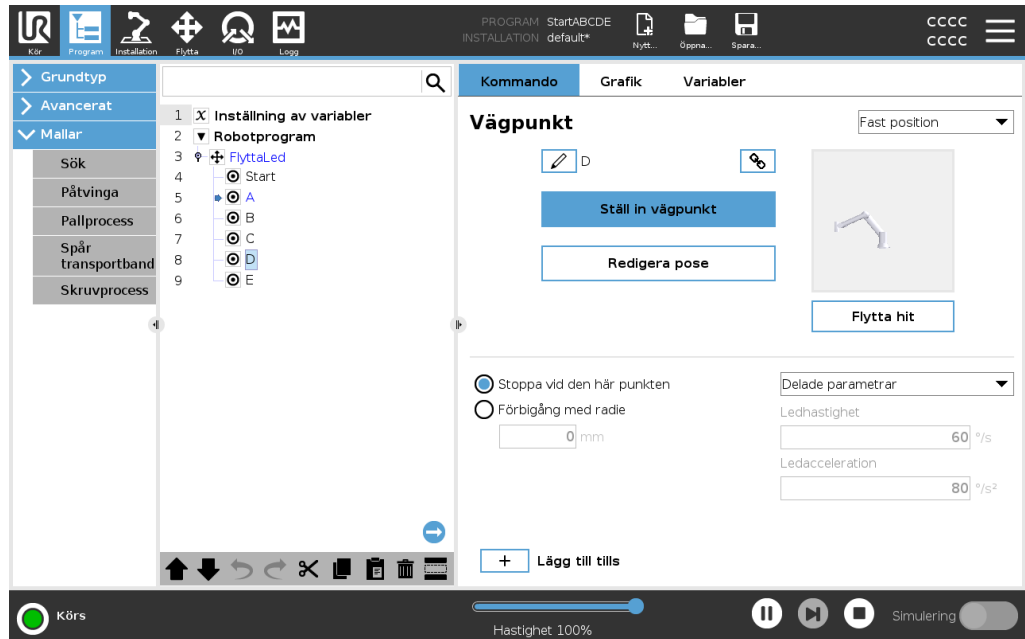 UR
PROGRAM StartABCDE
INSTALLATION default*
Kör
Program
Installation
Flytta
I/O
Logg
Nytt...
Öppna...
Spara...
CCCC
CCCC
Grundtyp
Avancerat
Mallar
Sök
Påtvinga
Pallprocess
Spår
transportband
Skruvprocess
1 X Inställning av variabler
2 Robotprogram
3 FlyttaLed
4 Start
5 A
6 B
7 C
8 D
9 E
Kommando Grafik Variabler
Vägpunkt
Fast position
D
Ställ in vägpunkt
Redigera pose
Flytta hit
Stoppa vid den här punkten
Förbigång med radie
0 mm
Delade parametrar
Ledhastighet
60 °/s
Ledacceleration
80 °/s²
+ Lägg till tills
Körs
Hastighet 100%
Simulering